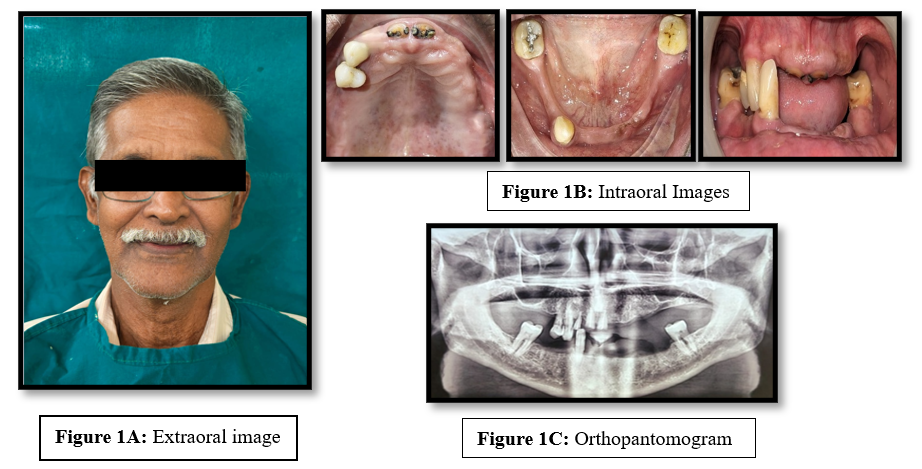 Figure 1B: Intraoral Images
Figure 1A: Extraoral image
Figure 1C: Orthopantomogram